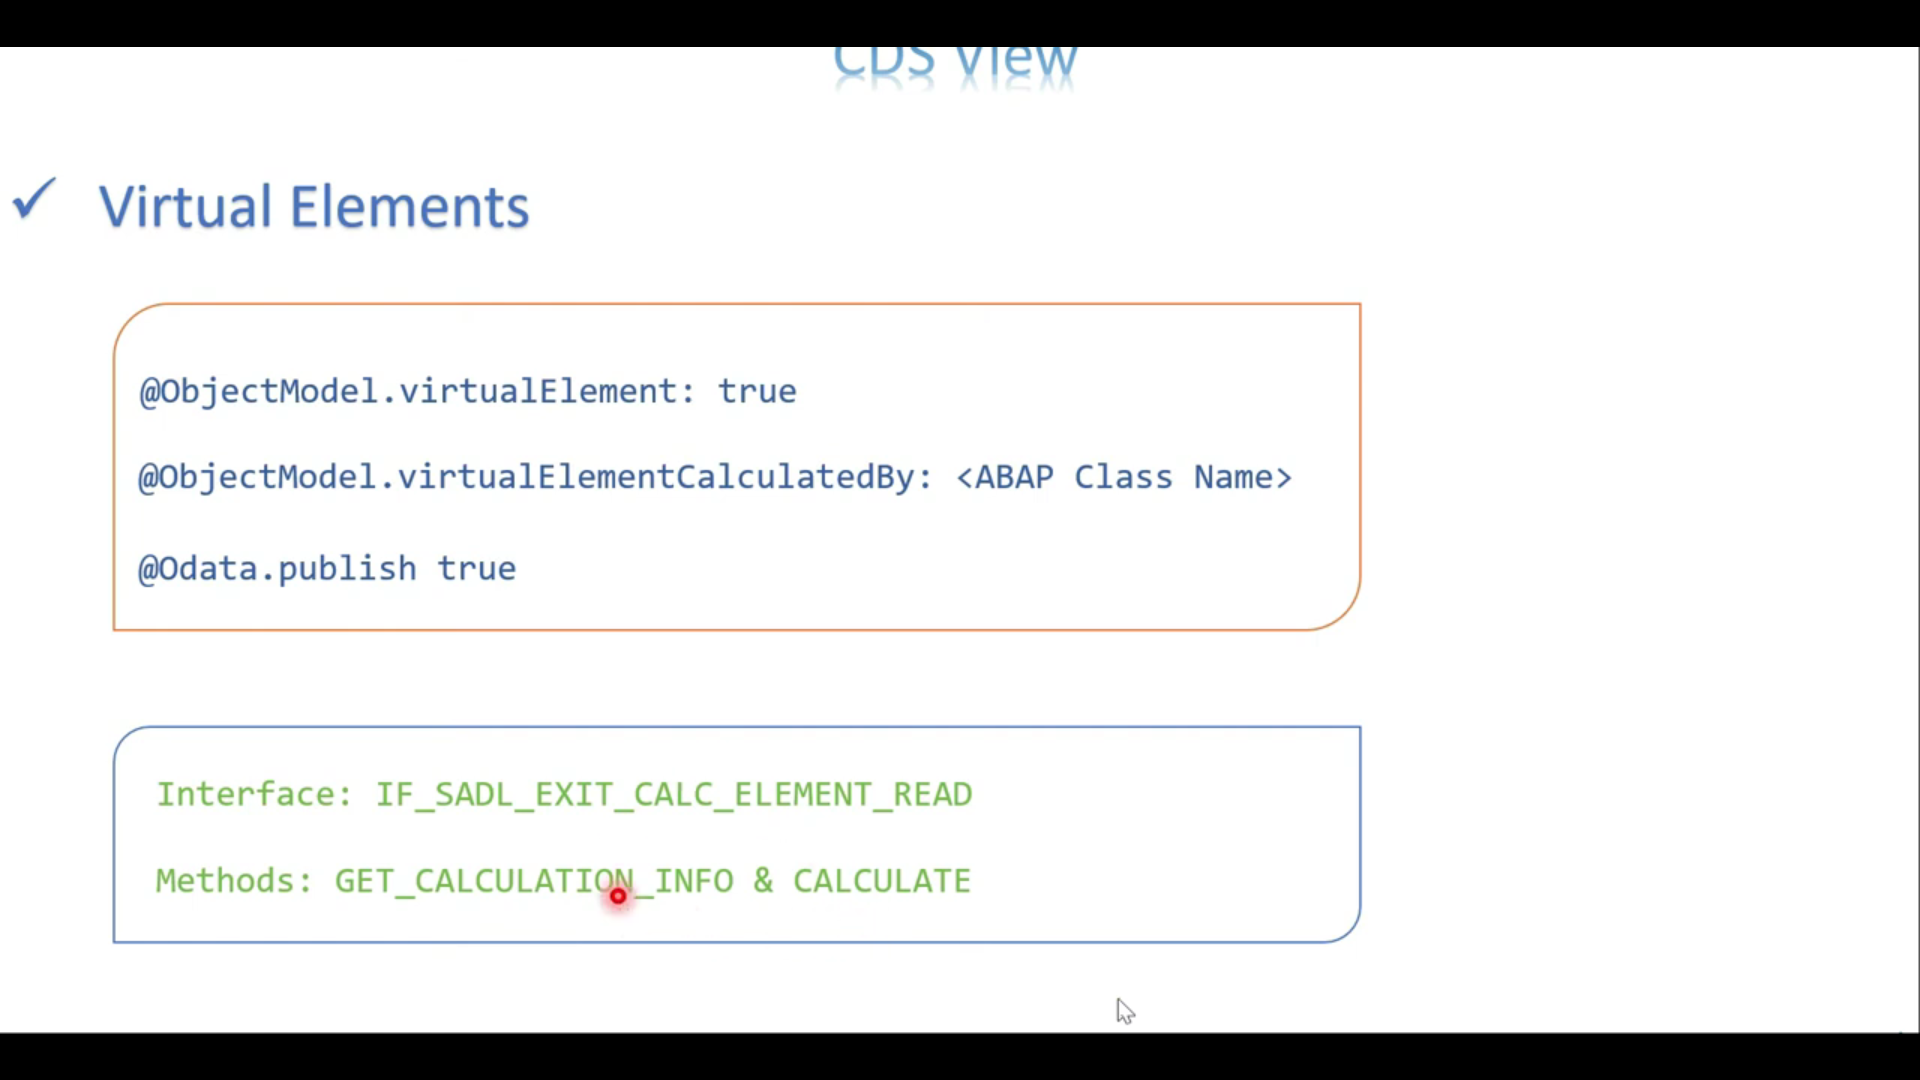 CDS View
Virtual Elements
@ObjectModel.virtualElement: true
@ObjectModel.virtualElementCalculatedBy: <ABAP Class Name>
@Odata.publish true
Interface: IF_SADL_EXIT_CALC_ELEMENT_READ
Methods: GET_CALCULATION_INFO & CALCULATE